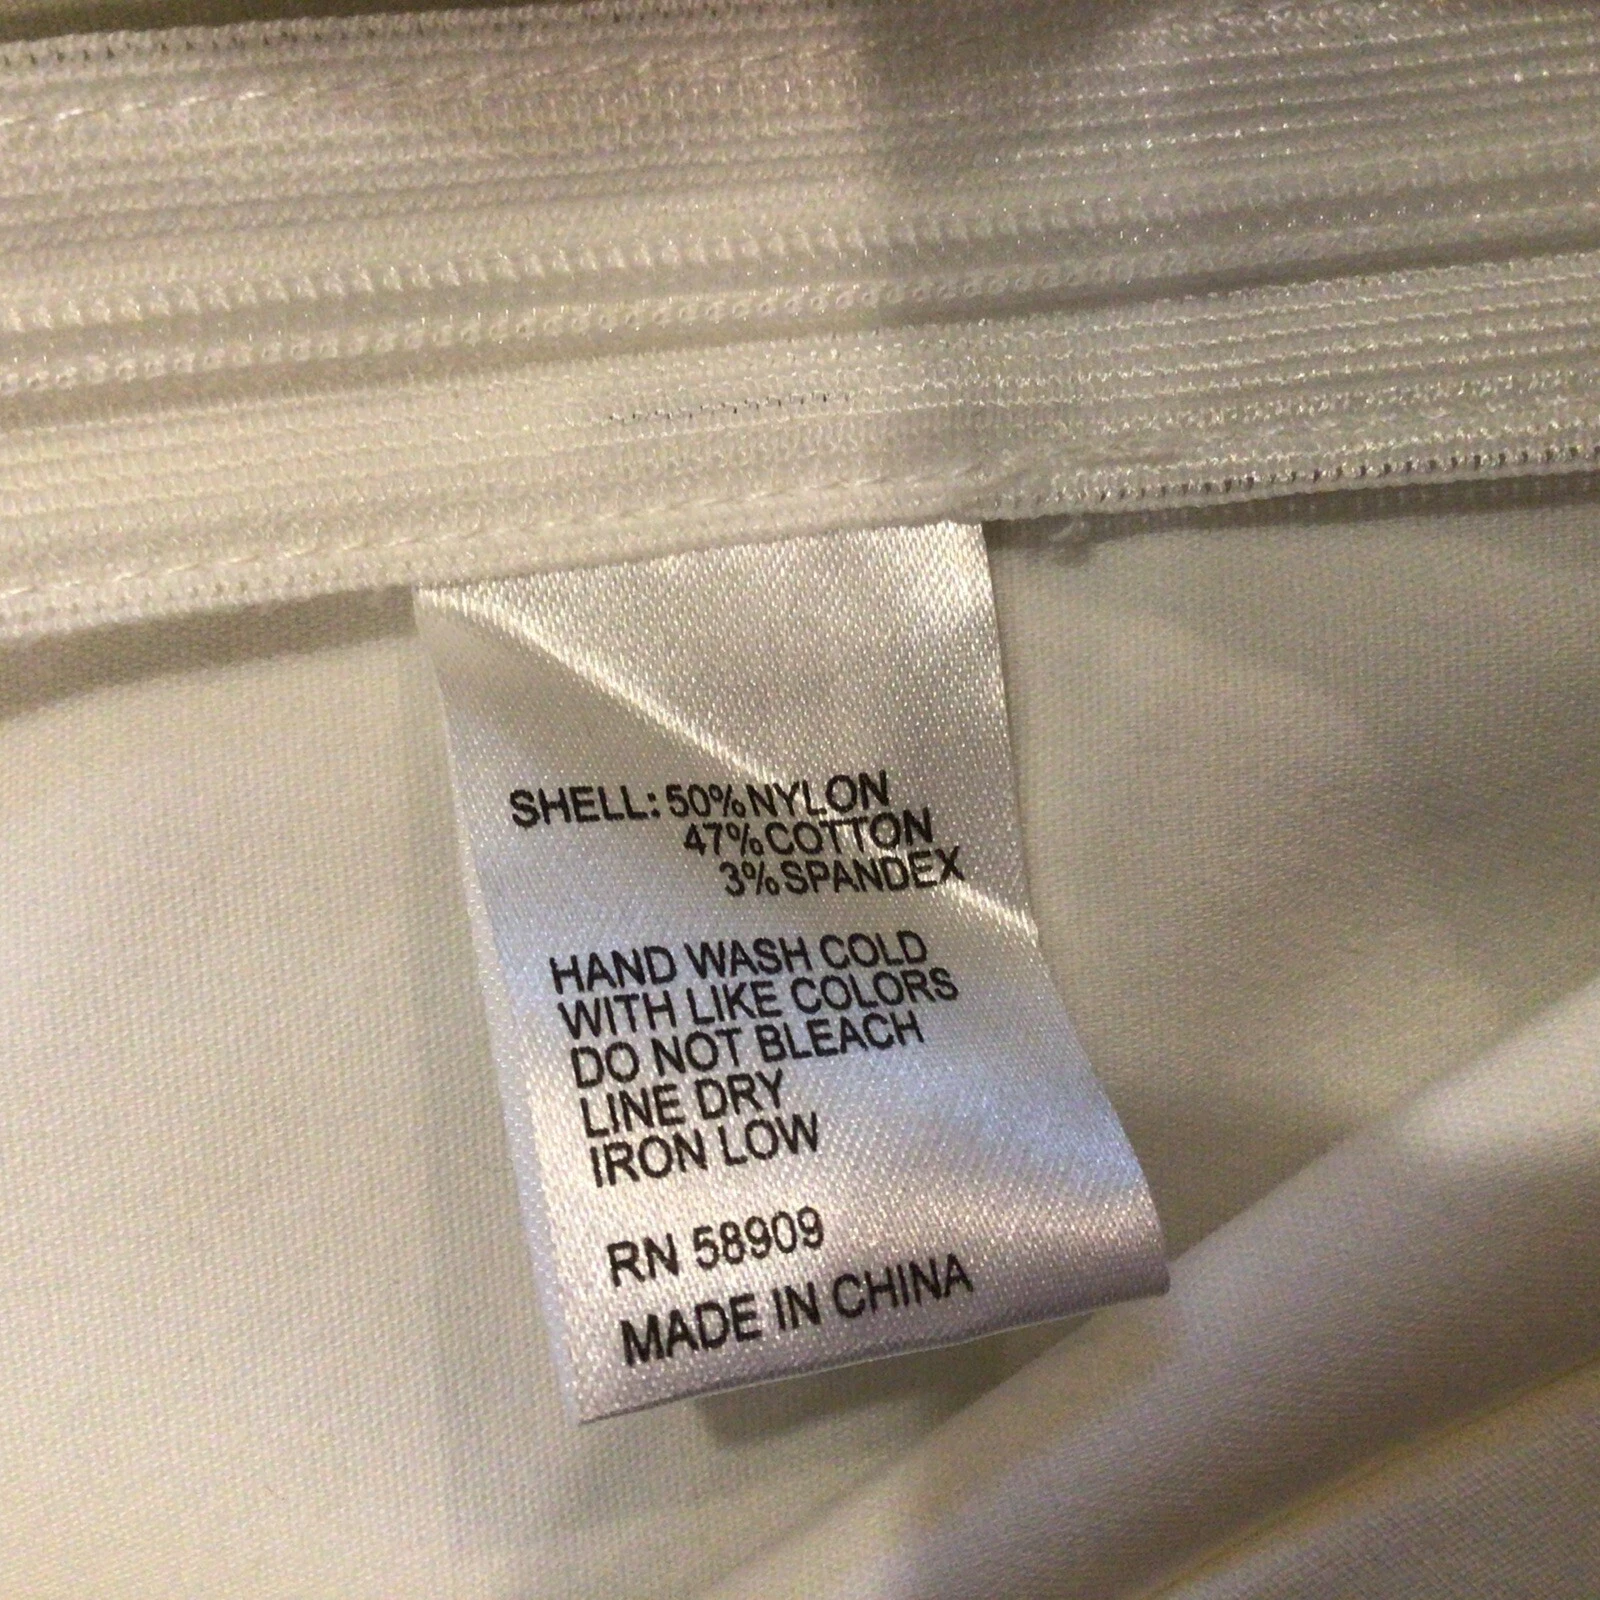 SHELL: 50% NYLON
47% COTTON
3% SPANDEX
HAND WASH COLD
WITH LIKE COLORS
DO NOT BLEACH
LINE DRY
IRON LOW
RN 58909
MADE IN CHINA